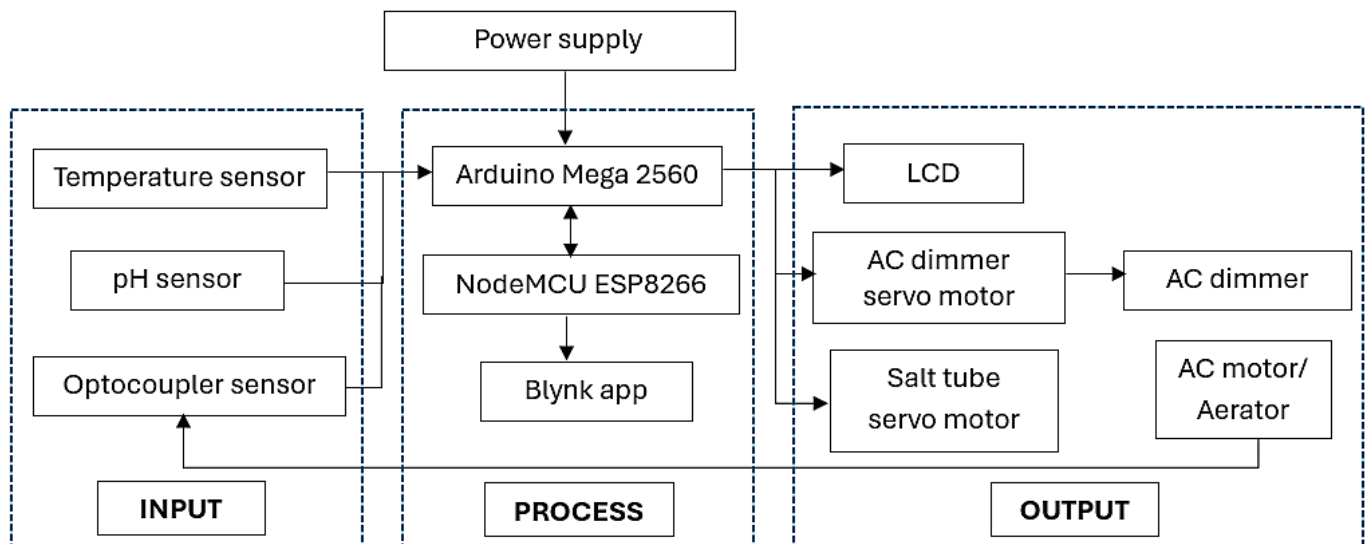 Power supply
Temperature sensor
pH sensor
Optocoupler sensor
INPUT
Arduino Mega 2560
NodeMCU ESP8266
Blynk app
PROCESS
LCD
AC dimmer
servo motor
AC dimmer
Salt tube
servo motor
AC motor/
Aerator
OUTPUT